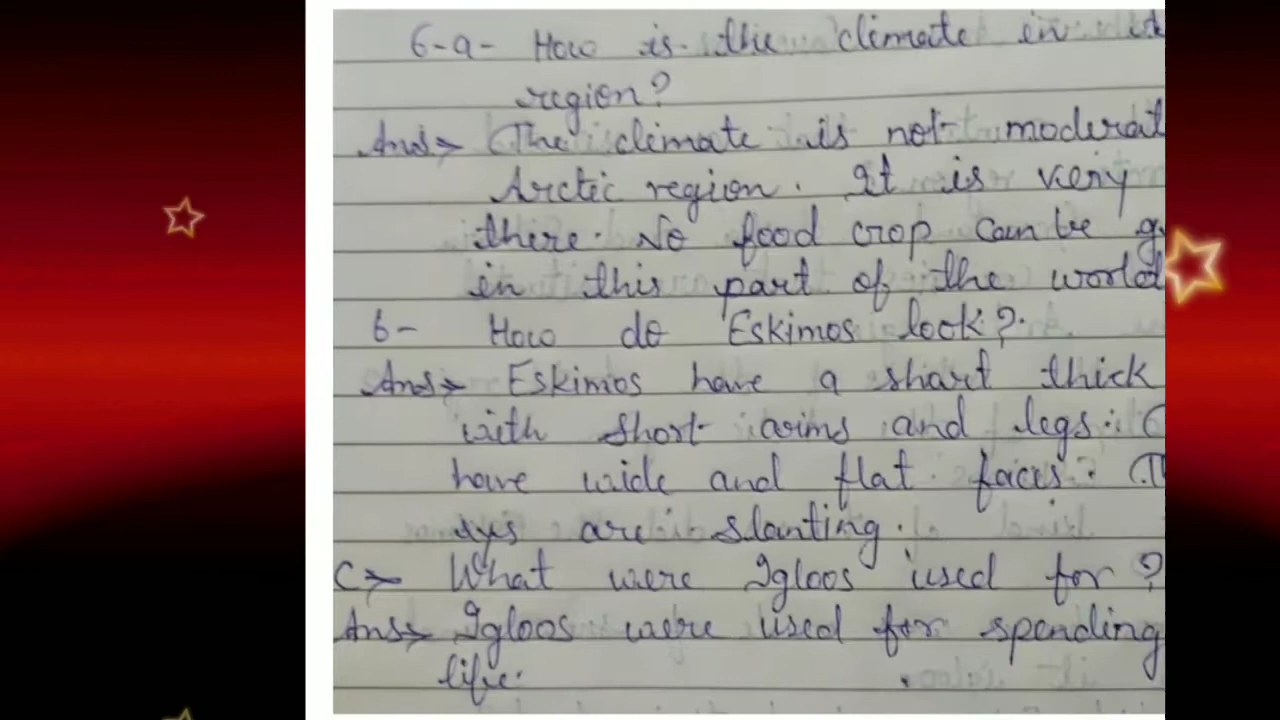 6-a- How is the climate in
region?
Ans> The climate is not moderat
Arctic region. It is very
there. No food crop can be g
in this part of the world
6- How do Eskimos look?
Ans> Eskimos have a short thick
with short arms and legs.
have wide and flat faces. T
eyes are slanting.
C> What were Igloos used for?
Ans> Igloos were used for spending
life.